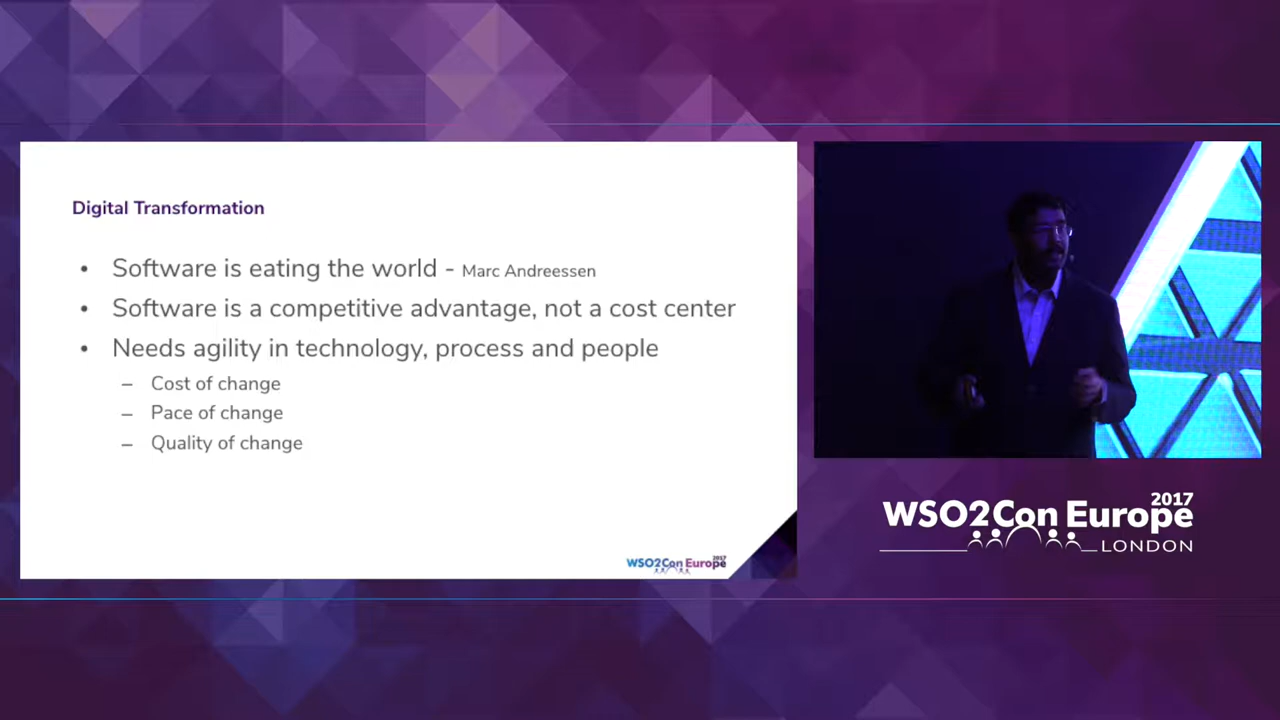 Digital Transformation
• Software is eating the world - Marc Andreessen
• Software is a competitive advantage, not a cost center
• Needs agility in technology, process and people
– Cost of change
– Pace of change
– Quality of change
WSO2Con Europe 2017
WSO2Con Europe 2017
LONDON